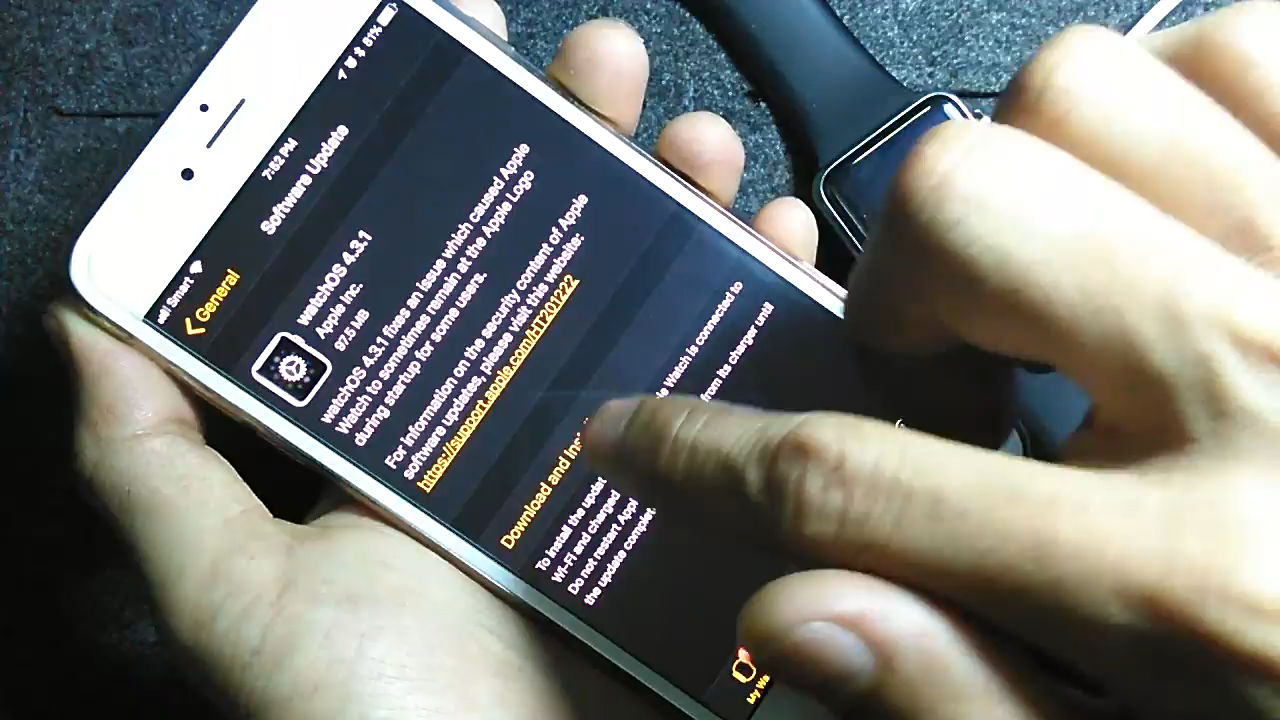 Smart
7:52 PM
81%
General
Software Update
watchOS 4.3.1
Apple Inc.
97.5 MB
watchOS 4.3.1 fixes an issue which caused Apple
Watch to sometimes remain at the Apple Logo
during startup for some users.
For information on the security content of Apple
software updates, please visit this website:
https://support.apple.com/HT201222
Download and Ins
To install the updat le Watch is connected to
Wi-Fi and charged
Do not restart Appl from its charger until
the update complet
My Wa